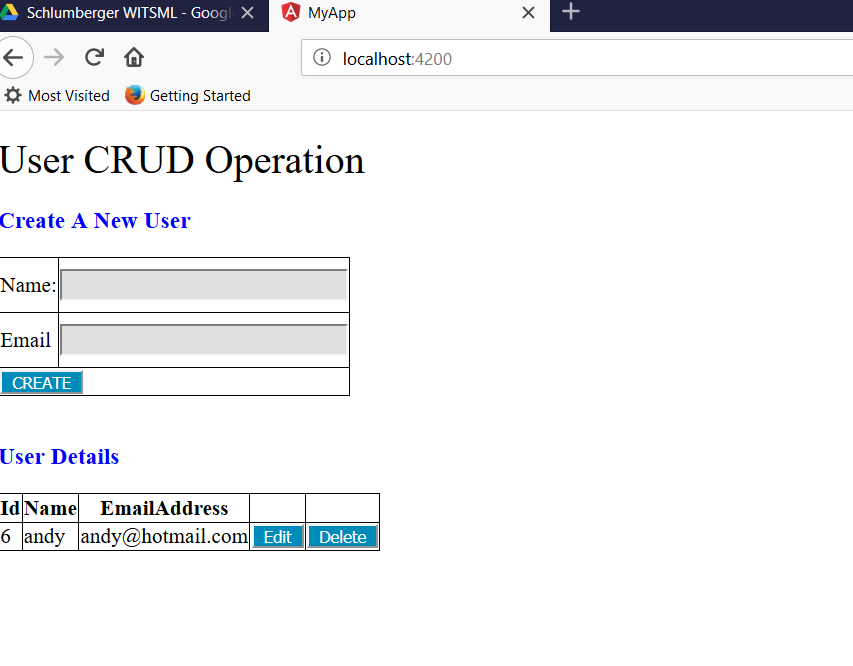 Schlumberger WITSML - Googl
MyApp
localhost:4200
Most Visited Getting Started
User CRUD Operation
Create A New User
Name:
Email
CREATE
User Details
Id Name EmailAddress
6 andy andy@hotmail.com Edit Delete